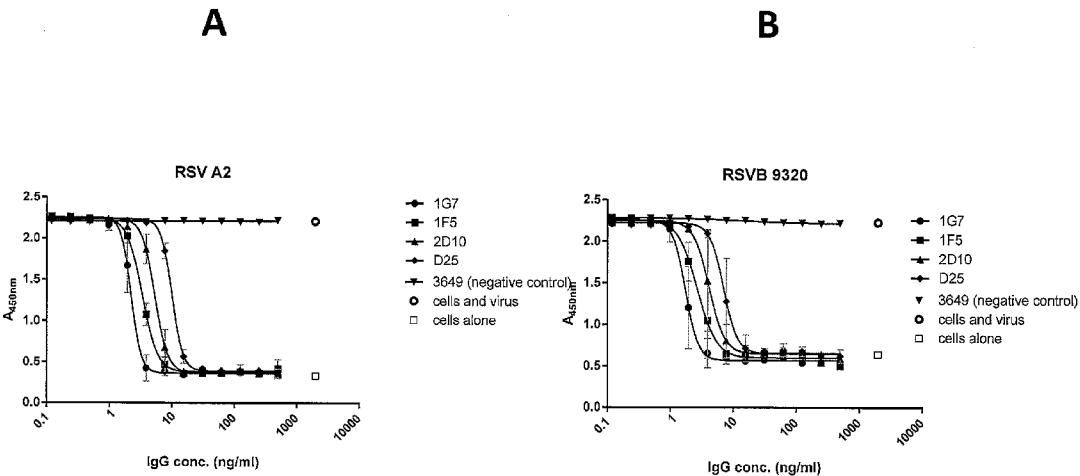 A
B
RSV A2
2.5
2.0
1.5
1.0
0.5
0.0
A450nm
0.1
1
10
100
1000
10000
IgG conc. (ng/ml)
1G7
1F5
2D10
D25
3649 (negative control)
cells and virus
cells alone
RSVB 9320
2.5
2.0
1.5
1.0
0.5
0.0
A450nm
0.1
1
10
100
1000
10000
IgG conc. (ng/ml)
1G7
1F5
2D10
D25
3649 (negative control)
cells and virus
cells alone